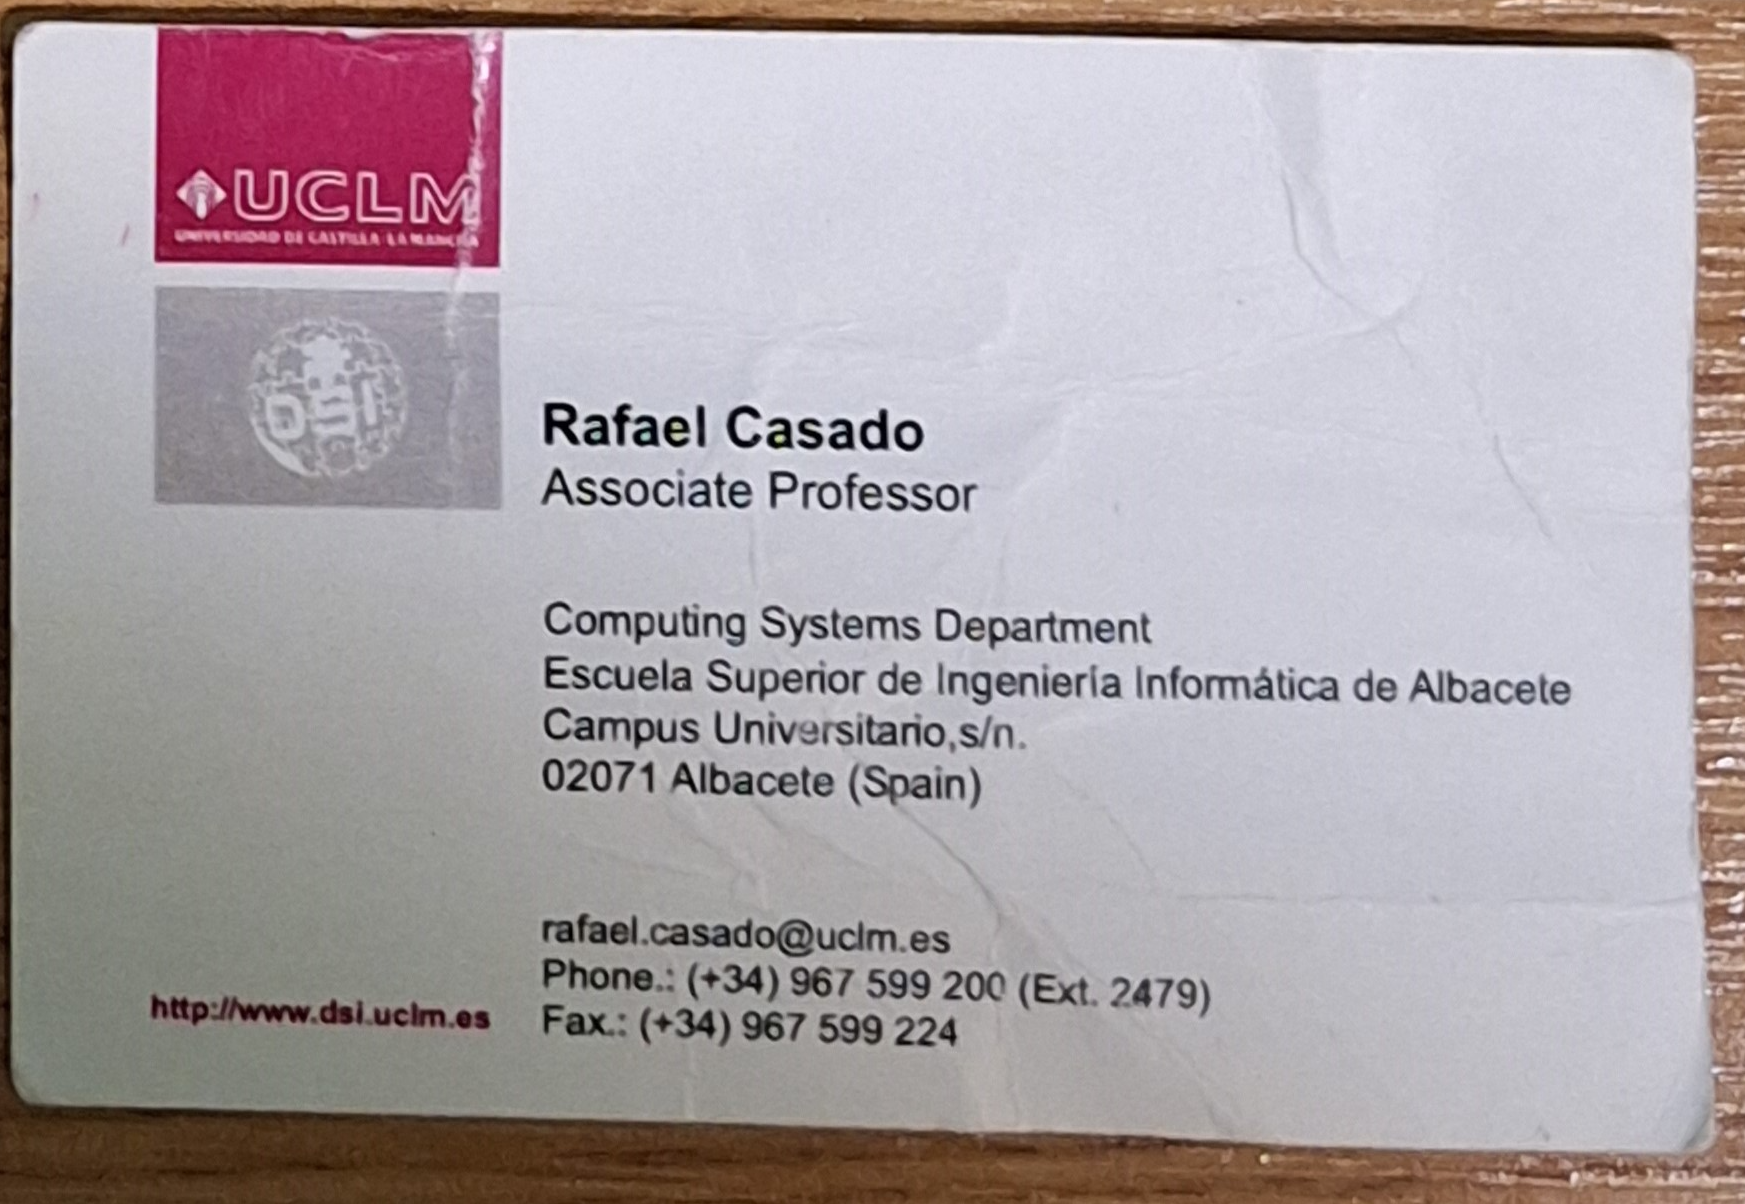 UCLM
UNIVERSIDAD DE CASTILLA-LA MANCHA
DSI
Rafael Casado
Associate Professor
Computing Systems Department
Escuela Superior de Ingeniería Informática de Albacete
Campus Universitario,s/n.
02071 Albacete (Spain)
rafael.casado@uclm.es
Phone.: (+34) 967 599 200 (Ext. 2479)
Fax.: (+34) 967 599 224
http://www.dsi.uclm.es